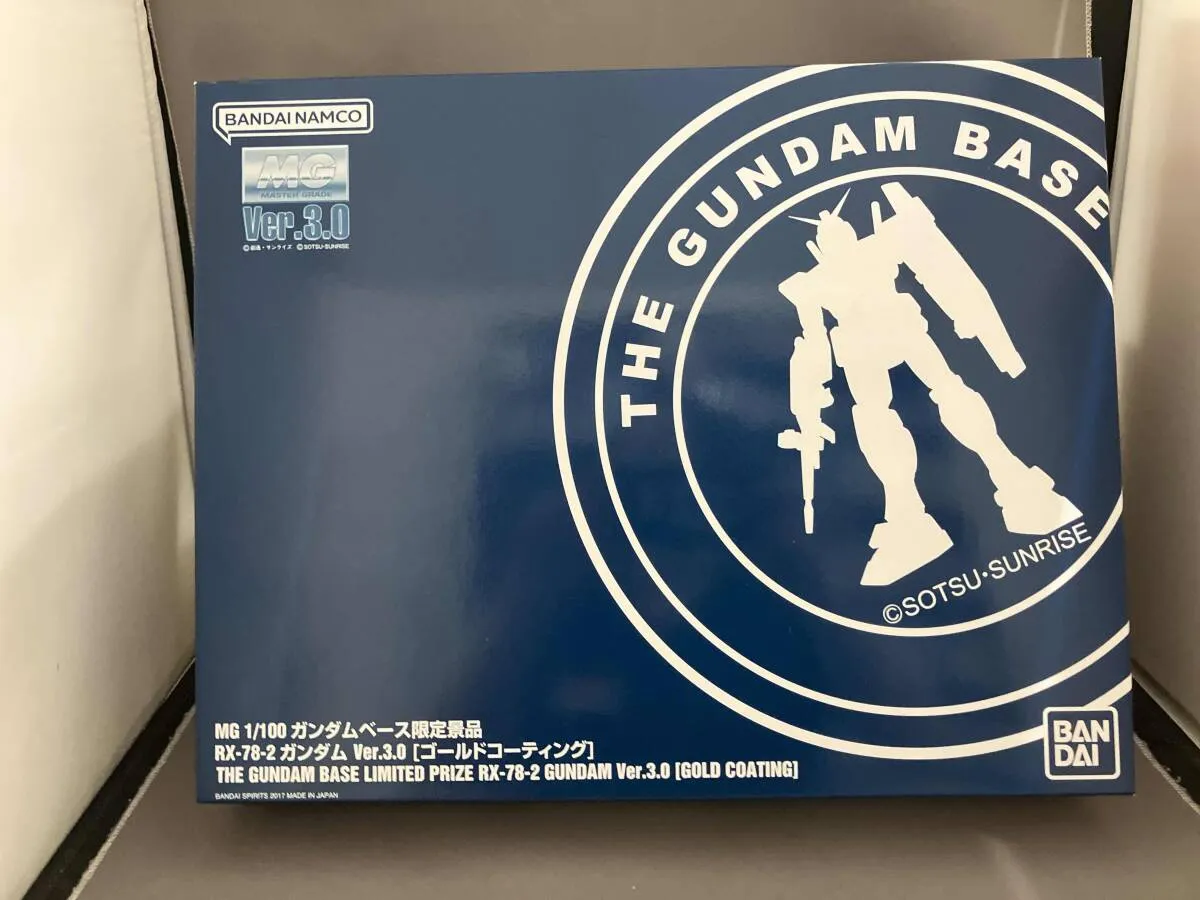 BANDAI NAMCO
MG
MASTER GRADE
Ver.3.0
©創通・サンライズ ©SOTSU・SUNRISE
THE GUNDAM BASE
©SOTSU・SUNRISE
MG 1/100 ガンダムベース限定景品
RX-78-2 ガンダム Ver.3.0 [ゴールドコーティング]
THE GUNDAM BASE LIMITED PRIZE RX-78-2 GUNDAM Ver.3.0 [GOLD COATING]
BANDAI SPIRITS 2017 MADE IN JAPAN
BAN
DAI